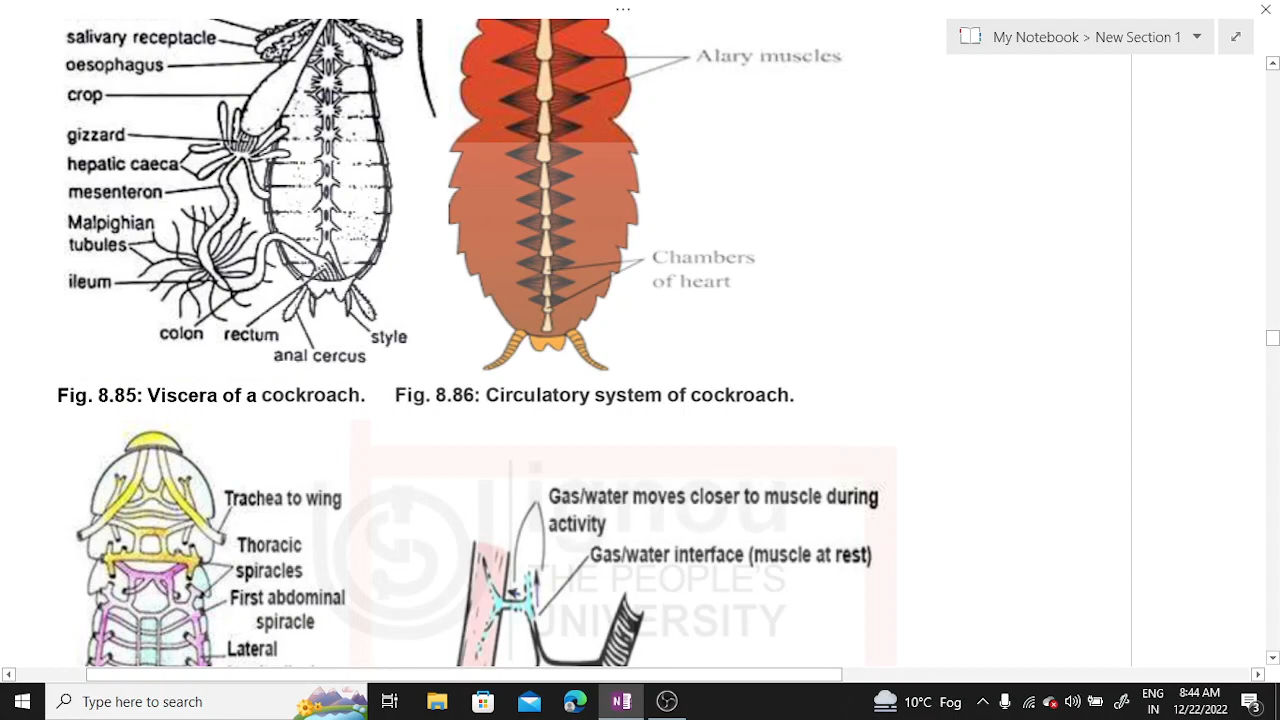 ...
My Notebook > New Section 1
salivary receptacle
oesophagus
crop
gizzard
hepatic caeca
mesenteron
Malpighian
tubules
ileum
colon
rectum
anal cercus
style
Alary muscles
Chambers
of heart
Fig. 8.85: Viscera of a cockroach.
Fig. 8.86: Circulatory system of cockroach.
Trachea to wing
Thoracic
spiracles
First abdominal
spiracle
Lateral
Gas/water moves closer to muscle during
activity
Gas/water interface (muscle at rest)
ignou
THE PEOPLE'S
UNIVERSITY
Type here to search
10°C Fog
ENG
IN
12/22/2022
3